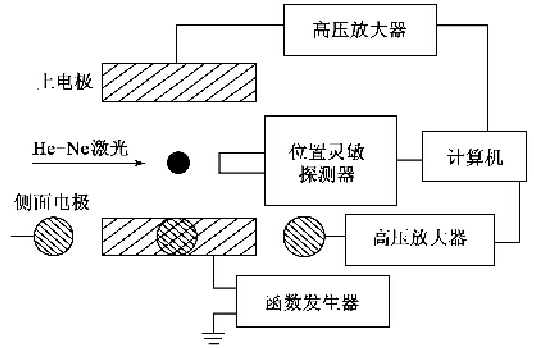 高压放大器
上电极
He-Ne激光
位置灵敏
探测器
计算机
侧面电极
高压放大器
函数发生器